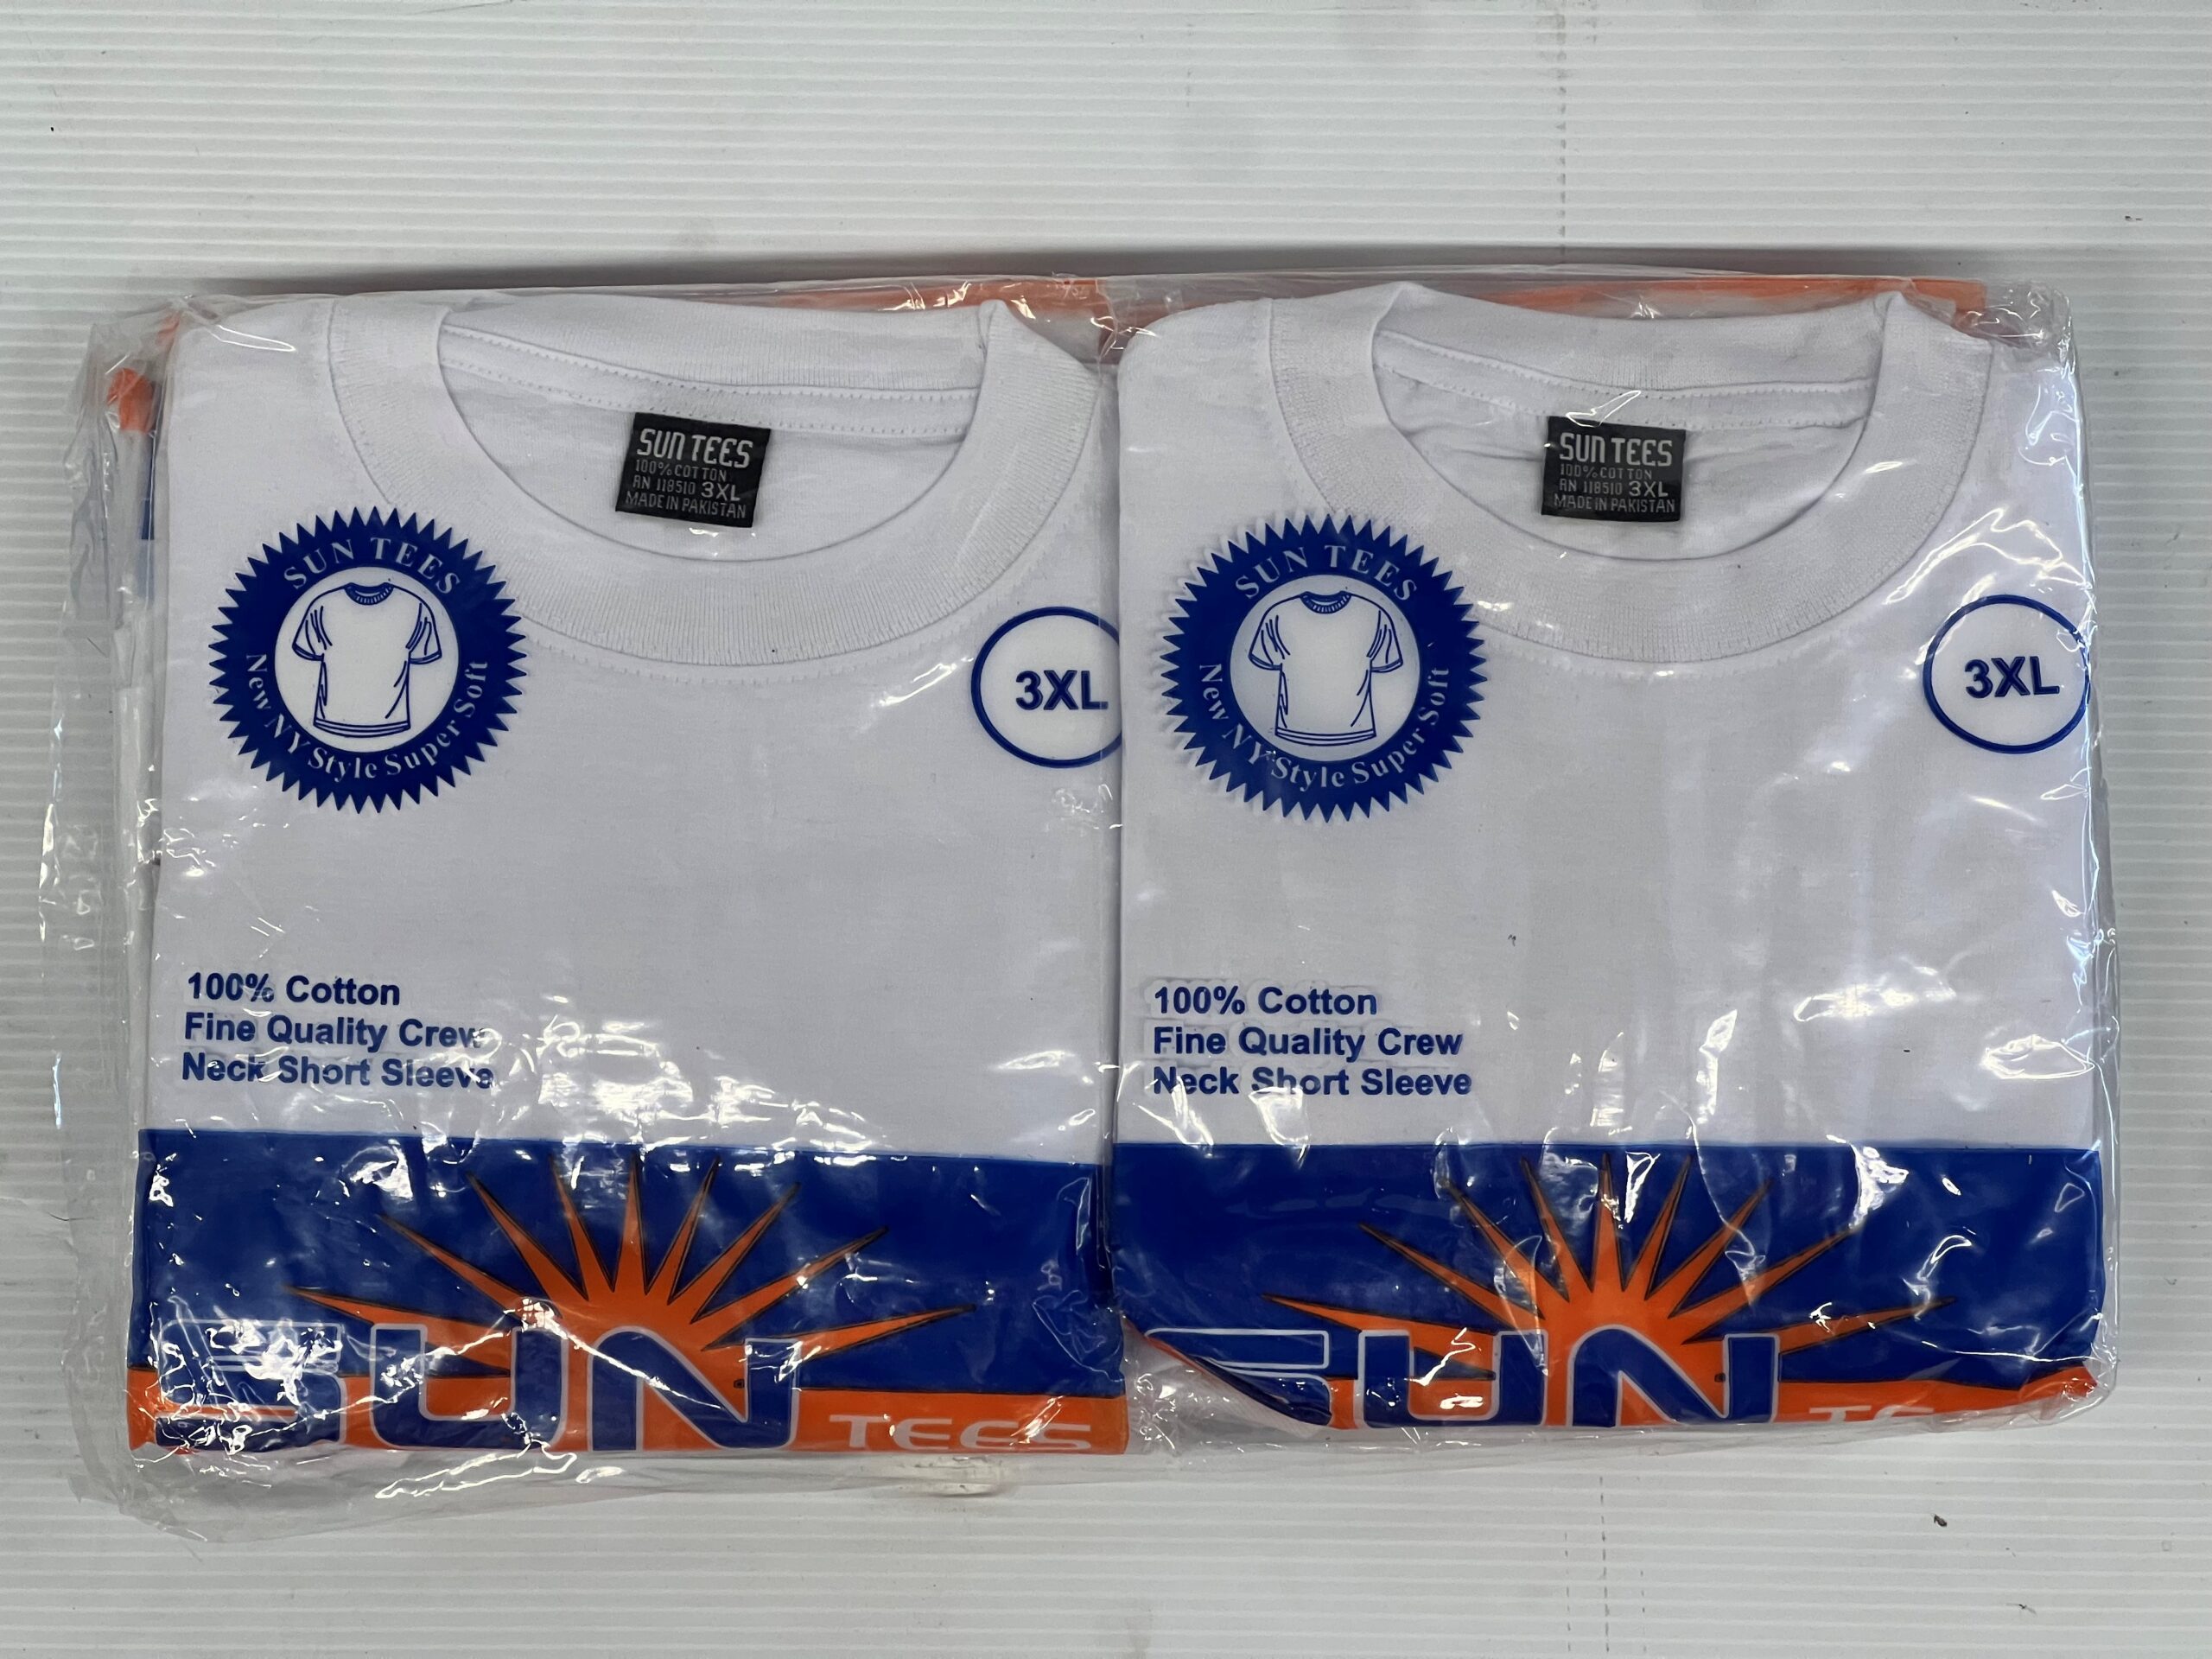 SUN TEES
100% COTTON
RN 118510 3XL
MADE IN PAKISTAN
SUN TEES
New NY Style Super Soft
3XL
100% Cotton
Fine Quality Crew
Neck Short Sleeve
SUN
TEES
SUN TEES
100% COTTON
RN 118510 3XL
MADE IN PAKISTAN
SUN TEES
New NY Style Super Soft
3XL
100% Cotton
Fine Quality Crew
Neck Short Sleeve
SUN